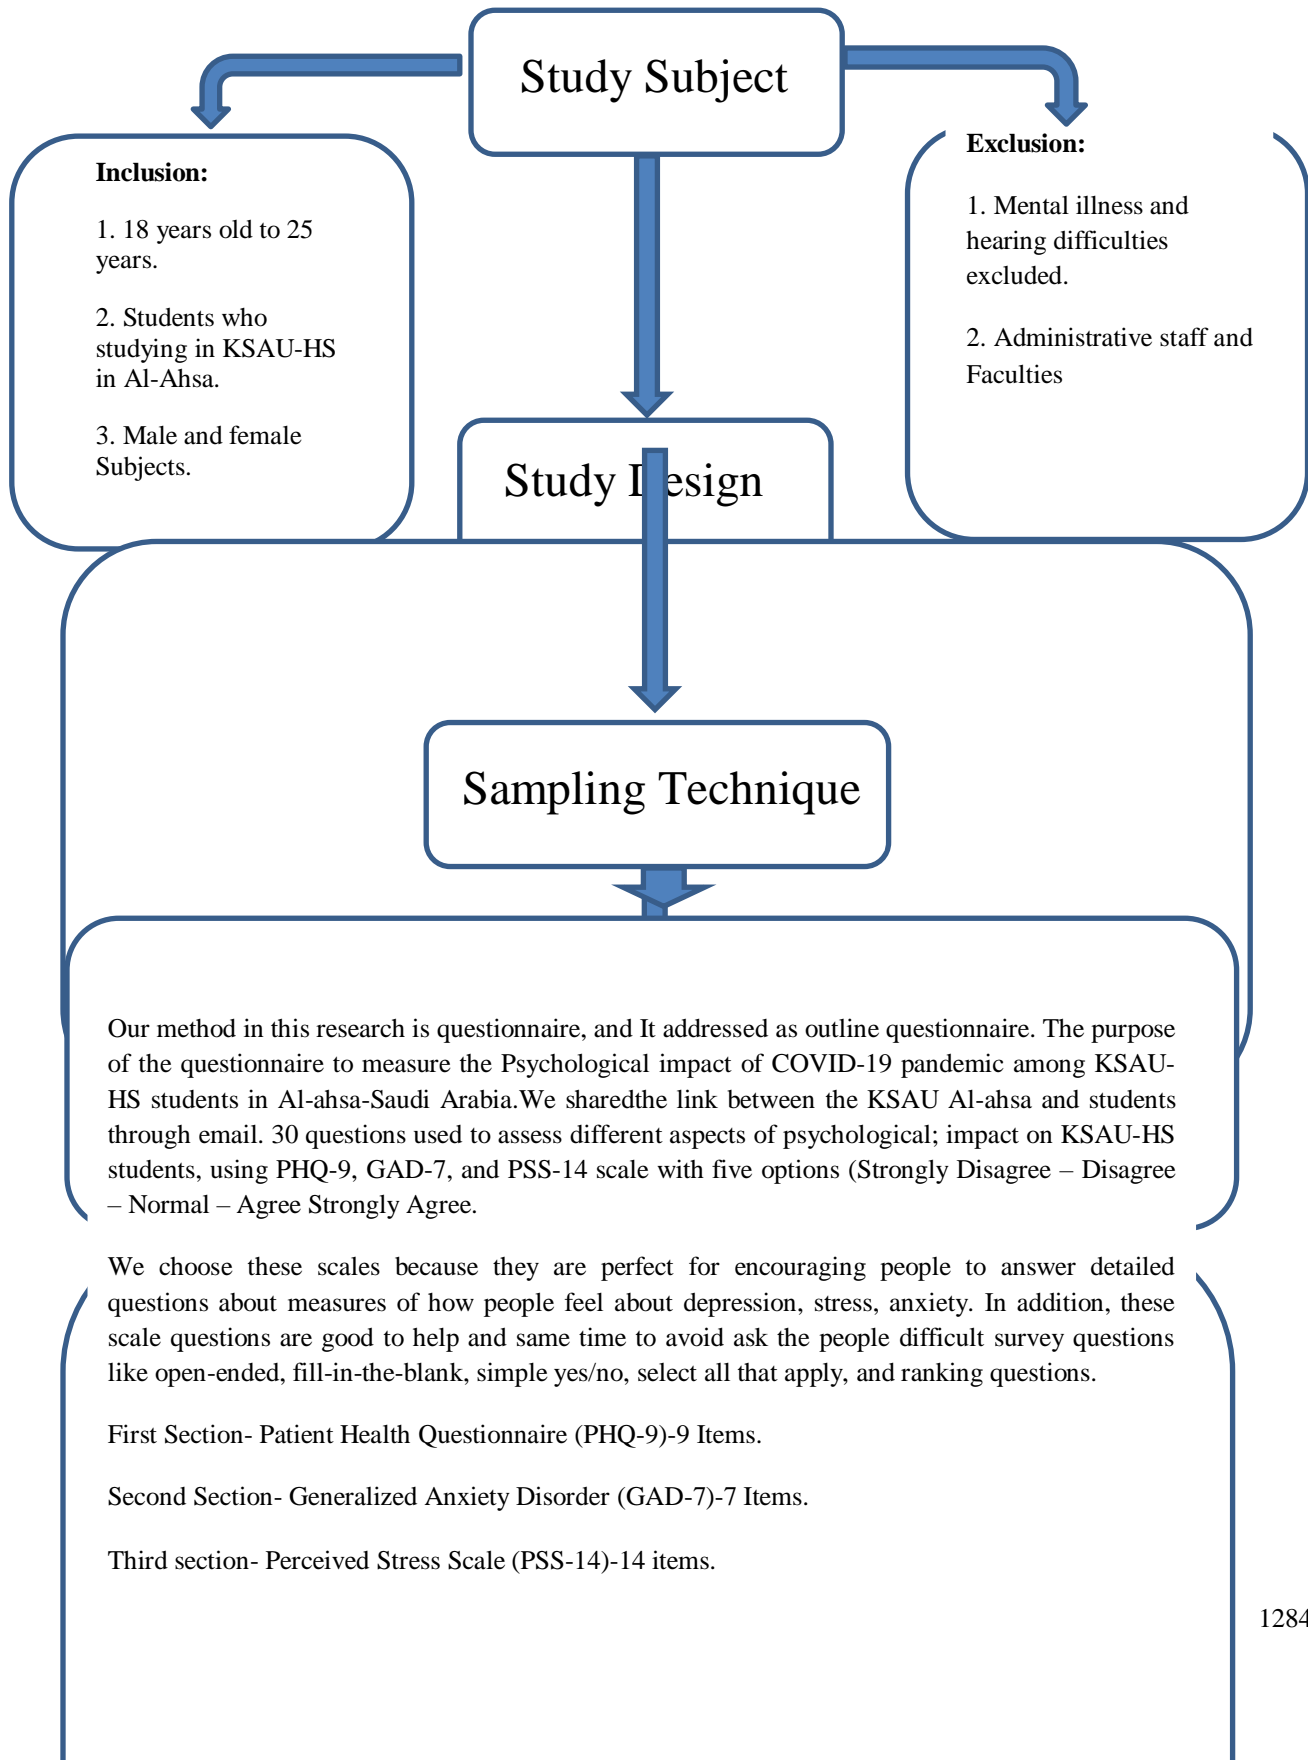 Study Subject
Inclusion:
1. 18 years old to 25
years.
2. Students who
studying in KSAU-HS
in Al-Ahsa.
3. Male and female
Subjects.
Exclusion:
1. Mental illness and
hearing difficulties
excluded.
2. Administrative staff and
Faculties
Study Design
Sampling Technique
Our method in this research is questionnaire, and It addressed as outline questionnaire. The purpose
of the questionnaire to measure the Psychological impact of COVID-19 pandemic among KSAU-
HS students in Al-ahsa-Saudi Arabia.We sharedthe link between the KSAU Al-ahsa and students
through email. 30 questions used to assess different aspects of psychological; impact on KSAU-HS
students, using PHQ-9, GAD-7, and PSS-14 scale with five options (Strongly Disagree – Disagree
– Normal – Agree Strongly Agree.
We choose these scales because they are perfect for encouraging people to answer detailed
questions about measures of how people feel about depression, stress, anxiety. In addition, these
scale questions are good to help and same time to avoid ask the people difficult survey questions
like open-ended, fill-in-the-blank, simple yes/no, select all that apply, and ranking questions.
First Section- Patient Health Questionnaire (PHQ-9)-9 Items.
Second Section- Generalized Anxiety Disorder (GAD-7)-7 Items.
Third section- Perceived Stress Scale (PSS-14)-14 items.
1284